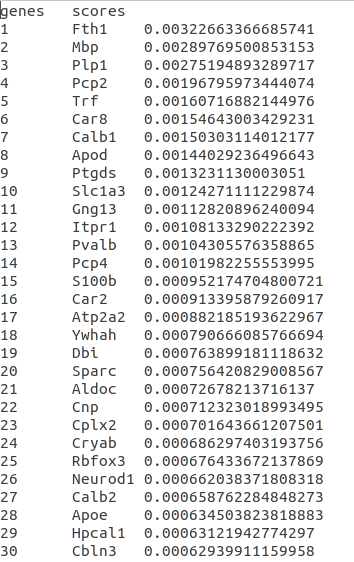 genes scores
1 Fth1 0.00322663366685741
2 Mbp 0.00289769500853153
3 Plp1 0.00275194893289717
4 Pcp2 0.00196795973444074
5 Trf 0.00160716882144976
6 Car8 0.00154643003429231
7 Calb1 0.00150303114012177
8 Apod 0.00144029236496643
9 Ptgds 0.0013231130003051
10 Slc1a3 0.00124271111229874
11 Gng13 0.00112820896240094
12 Itpr1 0.00108133290222392
13 Pvalb 0.00104305576358865
14 Pcp4 0.00101982255553995
15 S100b 0.000952174704800721
16 Car2 0.000913395879260917
17 Atp2a2 0.000882185193622967
18 Ywhah 0.000790666085766694
19 Dbi 0.000763899181118632
20 Sparc 0.000756420829008567
21 Aldoc 0.00072678213716137
22 Cnp 0.000712323018993495
23 Cplx2 0.000701643661207501
24 Cryab 0.000686297403193756
25 Rbfox3 0.000676433672137869
26 Neurod1 0.000662038371808318
27 Calb2 0.000658762284848273
28 Apoe 0.000634503823818883
29 Hpcal1 0.00063121942774297
30 Cbln3 0.00062939911159958